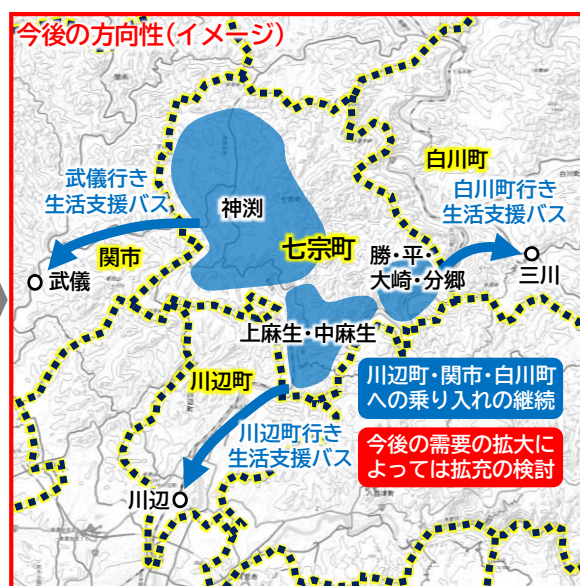 今後の方向性(イメージ)
白川町
武儀行き
生活支援バス
白川町行き
生活支援バス
神渕
七宗町
関市
武儀
勝・平・
大崎・分郷
三川
上麻生・中麻生
川辺町
川辺町・関市・白川町
への乗り入れの継続
川辺町行き
生活支援バス
今後の需要の拡大に
よっては拡充の検討
川辺